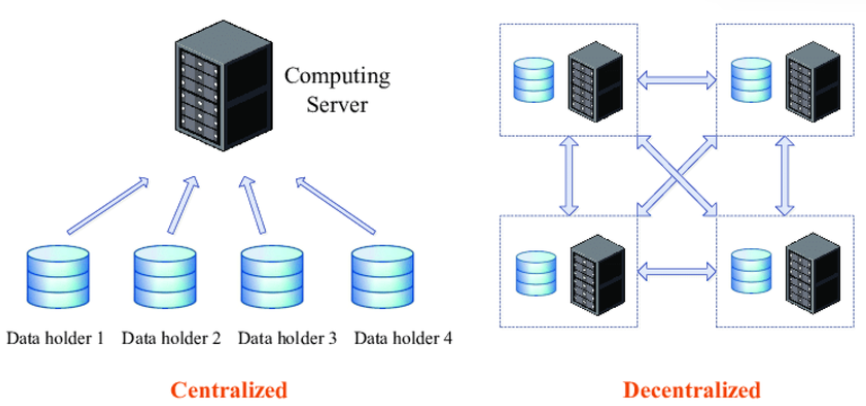 Computing
Server
Data holder 1
Data holder 2
Data holder 3
Data holder 4
Centralized
Decentralized